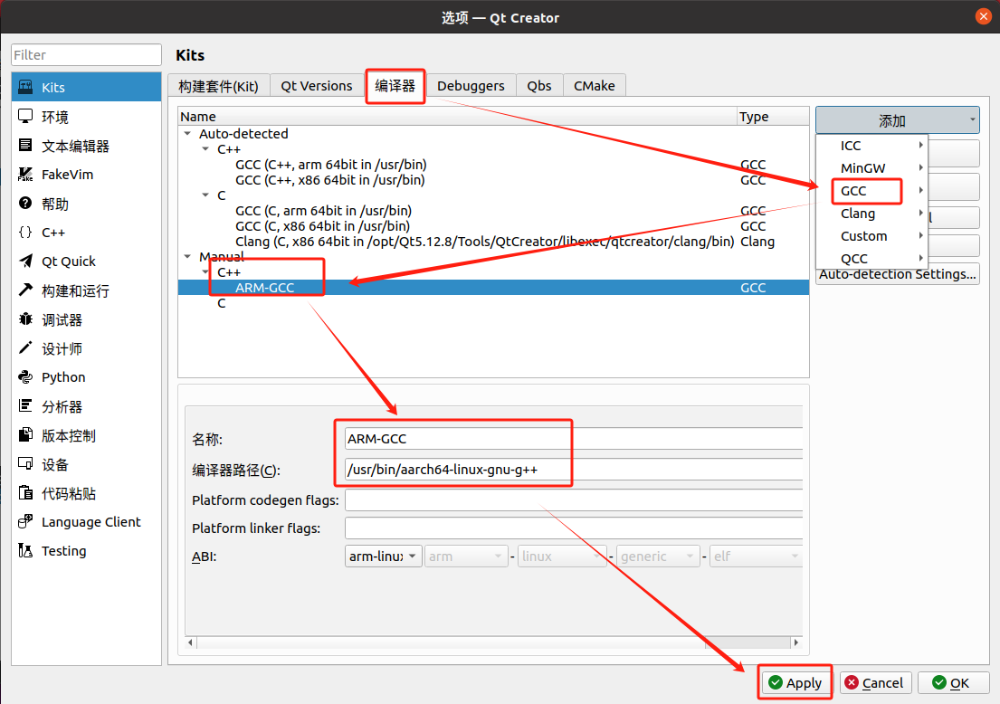 选项 — Qt Creator
Filter
Kits
Kits
环境
文本编辑器
FakeVim
帮助
C++
Qt Quick
构建和运行
调试器
设计师
Python
分析器
版本控制
设备
代码粘贴
Language Client
Testing
构建套件(Kit) Qt Versions 编译器 Debuggers Qbs CMake
Name Type
Auto-detected
C++
GCC (C++, arm 64bit in /usr/bin) GCC
GCC (C++, x86 64bit in /usr/bin) GCC
C
GCC (C, arm 64bit in /usr/bin) GCC
GCC (C, x86 64bit in /usr/bin) GCC
Clang (C, x86 64bit in /opt/Qt5.12.8/Tools/QtCreator/libexec/qtcreator/clang/bin) Clang
Manual
C++
ARM-GCC GCC
C
添加
ICC
MinGW
GCC
Clang
Custom
QCC
Auto-detection Settings...
名称: ARM-GCC
编译器路径(C): /usr/bin/aarch64-linux-gnu-g++
Platform codegen flags:
Platform linker flags:
ABI: arm-linux arm - linux - generic - elf
Apply Cancel OK